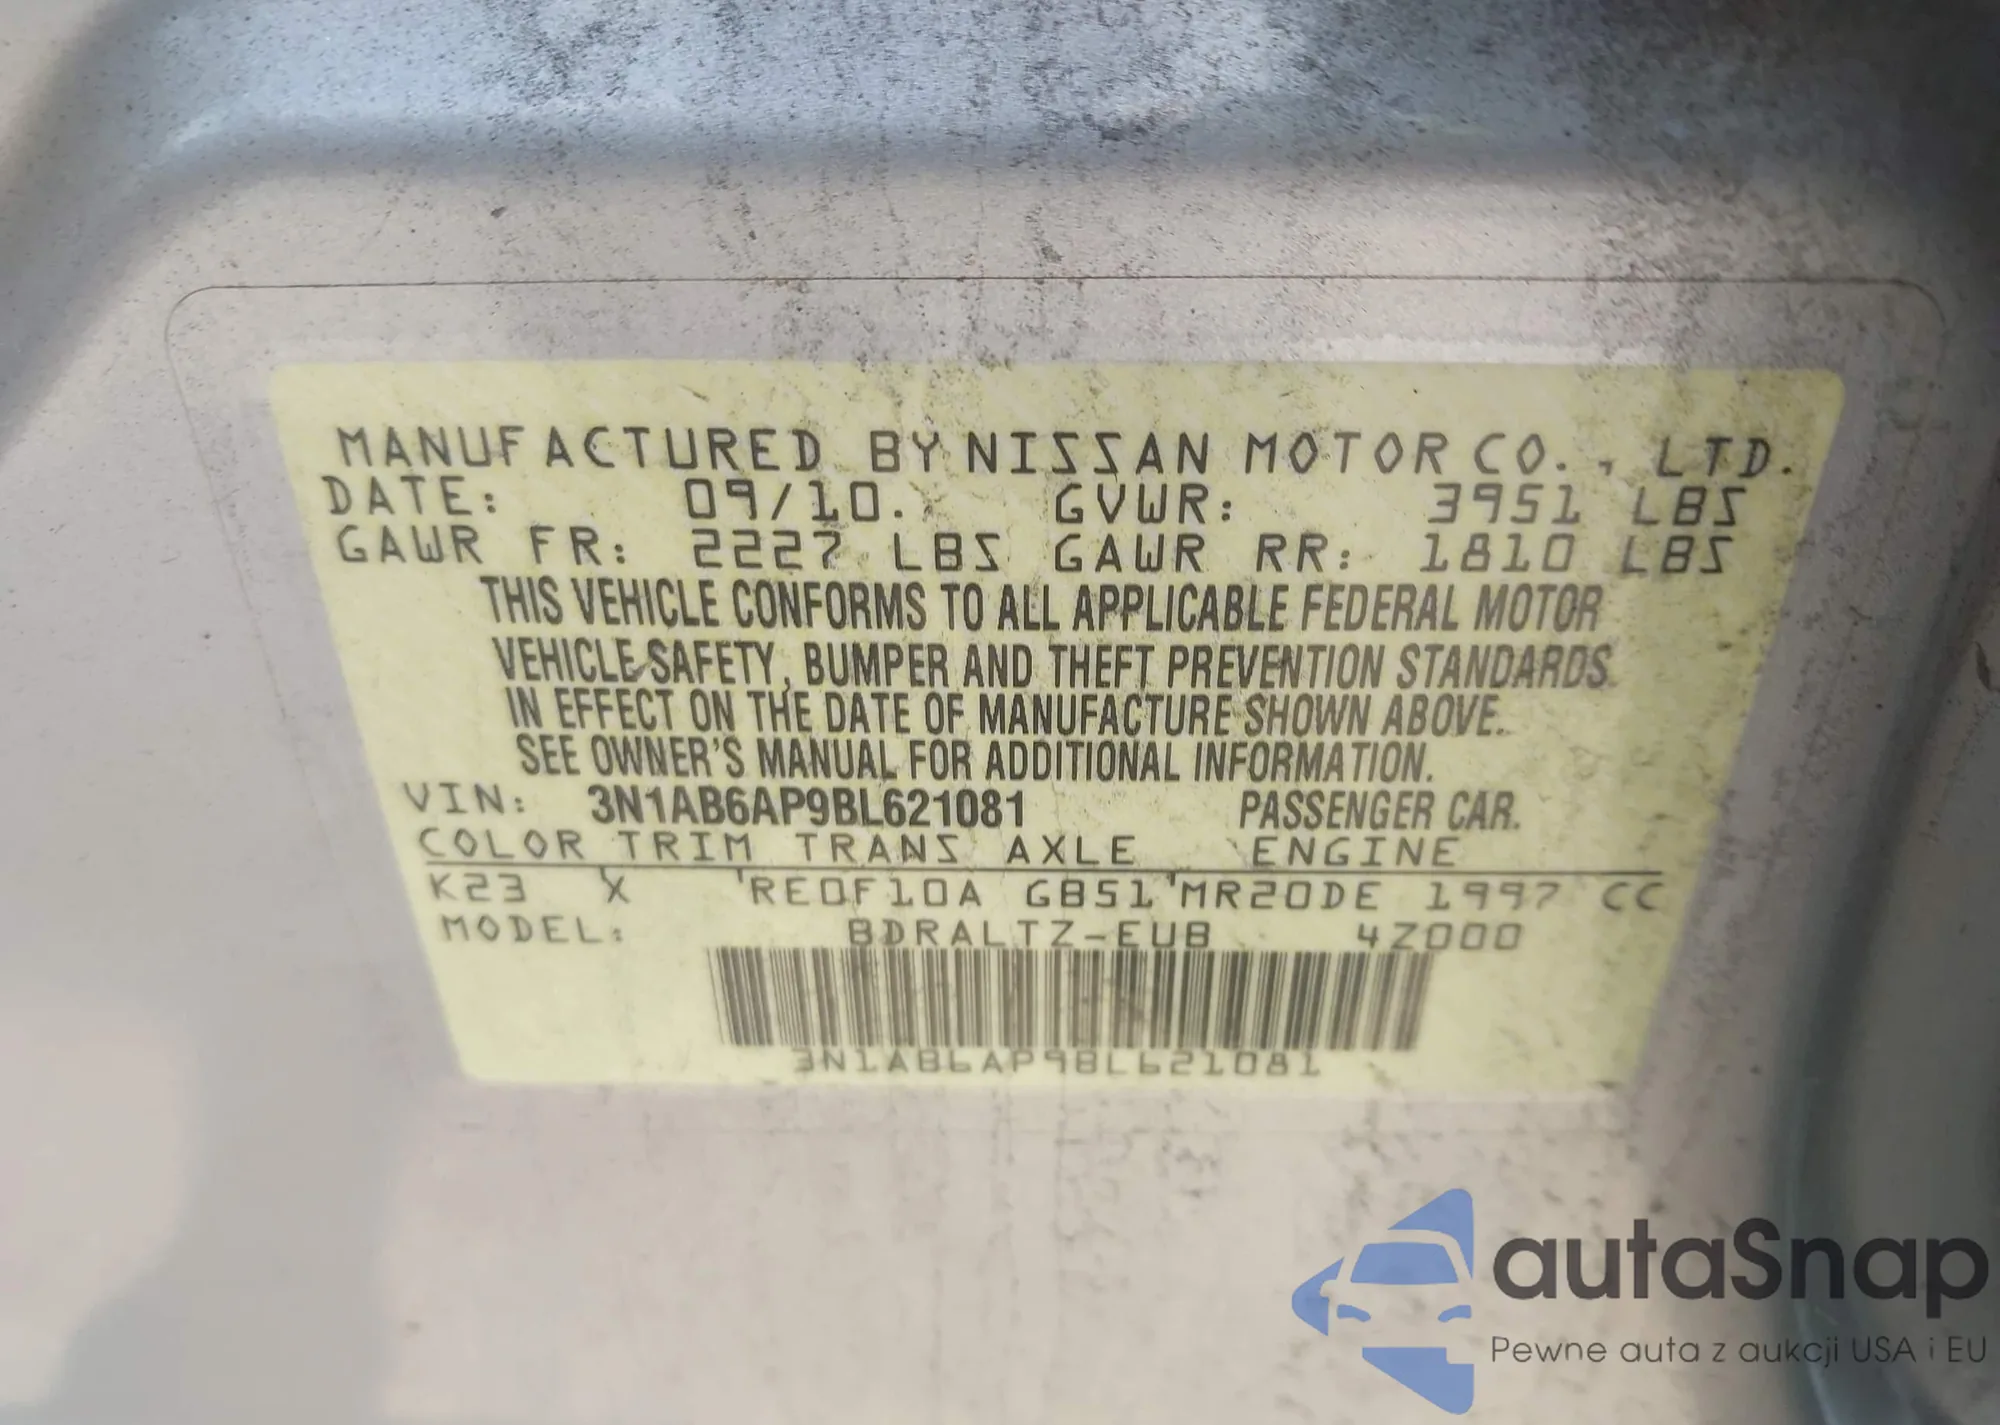 MANUFACTURED BY NISSAN MOTOR CO., LTD.
DATE: 09/10. GVWR: 3951 LBS
GAWR FR: 2227 LBS GAWR RR: 1810 LBS
THIS VEHICLE CONFORMS TO ALL APPLICABLE FEDERAL MOTOR
VEHICLE SAFETY, BUMPER AND THEFT PREVENTION STANDARDS
IN EFFECT ON THE DATE OF MANUFACTURE SHOWN ABOVE.
SEE OWNER'S MANUAL FOR ADDITIONAL INFORMATION.
VIN: 3N1AB6AP9BL621081 PASSENGER CAR.
COLOR TRIM TRANS AXLE ENGINE
K23 X RE0F10A GB51 MR20DE 1997 CC
MODEL: BDRALTZ-EUB 4Z000
3N1AB6AP9BL621081
autaSnap
Pewne auta z aukcji USA i EU